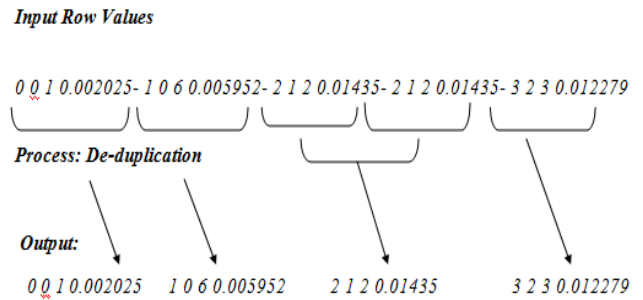 Input Row Values
0 0 1 0.002025- 1 0 6 0.005952- 2 1 2 0.01435- 2 1 2 0.01435- 3 2 3 0.012279
Process: De-duplication
Output:
0 0 1 0.002025 1 0 6 0.005952 2 1 2 0.01435 3 2 3 0.012279